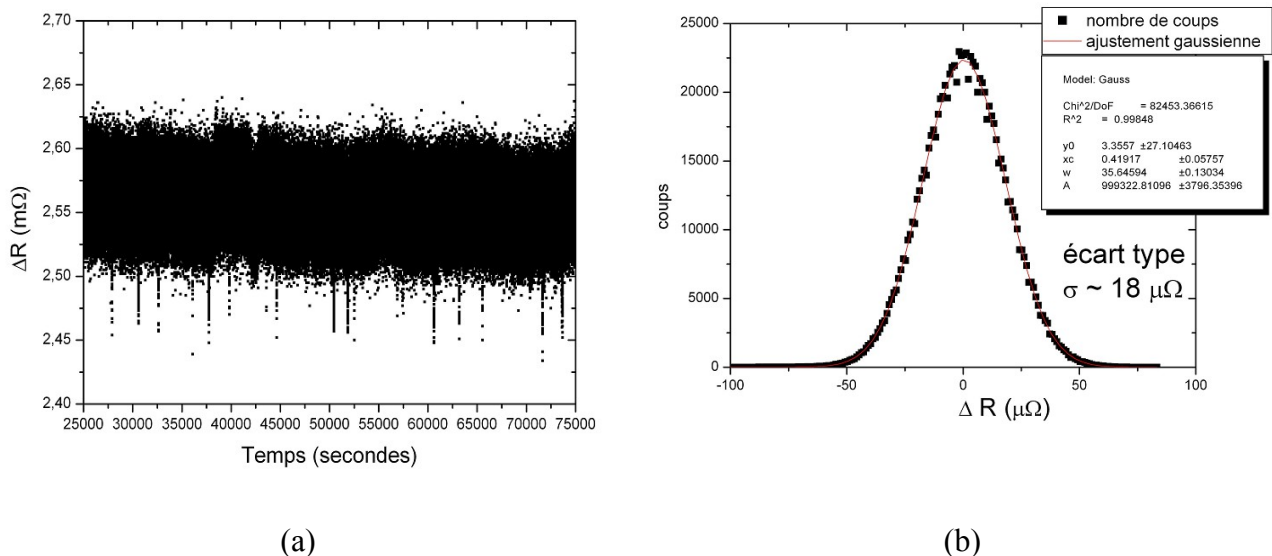 2,70
2,65
2,60
2,55
2,50
2,45
2,40
ΔR (mΩ)
25000 30000 35000 40000 45000 50000 55000 60000 65000 70000 75000
Temps (secondes)
(a)
25000
20000
15000
10000
5000
0
coups
-100 -50 0 50 100
Δ R (μΩ)
nombre de coups
ajustement gaussienne
Model: Gauss
Chi^2/DoF = 82453.36615
R^2 = 0.99848
y0 3.3557 ±27.10463
xc 0.41917 ±0.05757
w 35.64594 ±0.13034
A 999322.81096 ±3796.35396
écart type
σ ~ 18 μΩ
(b)